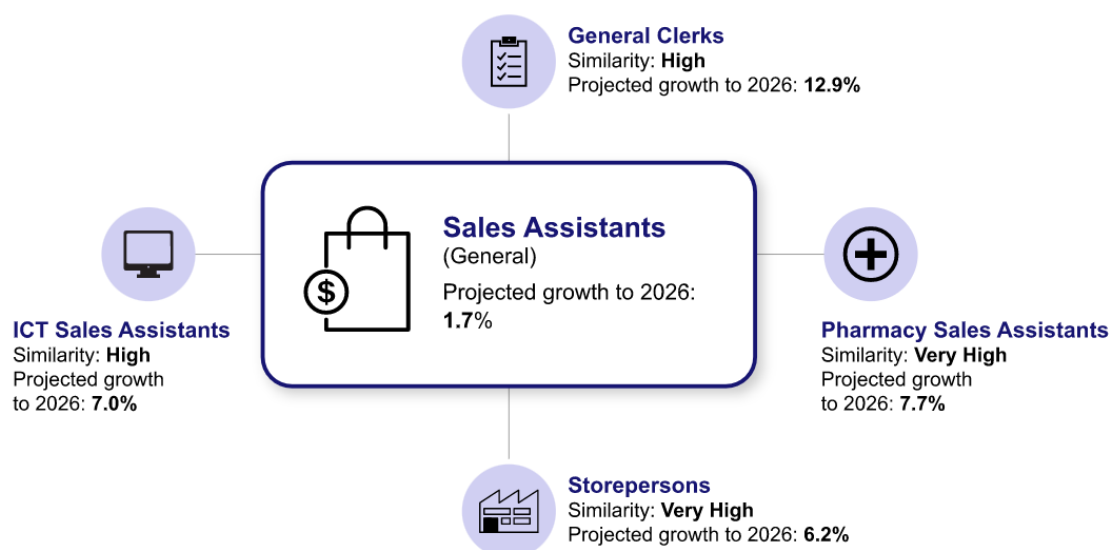 General Clerks
Similarity: High
Projected growth to 2026: 12.9%
$
Sales Assistants
(General)
Projected growth to 2026:
1.7%
ICT Sales Assistants
Similarity: High
Projected growth
to 2026: 7.0%
Pharmacy Sales Assistants
Similarity: Very High
Projected growth
to 2026: 7.7%
Storepersons
Similarity: Very High
Projected growth to 2026: 6.2%